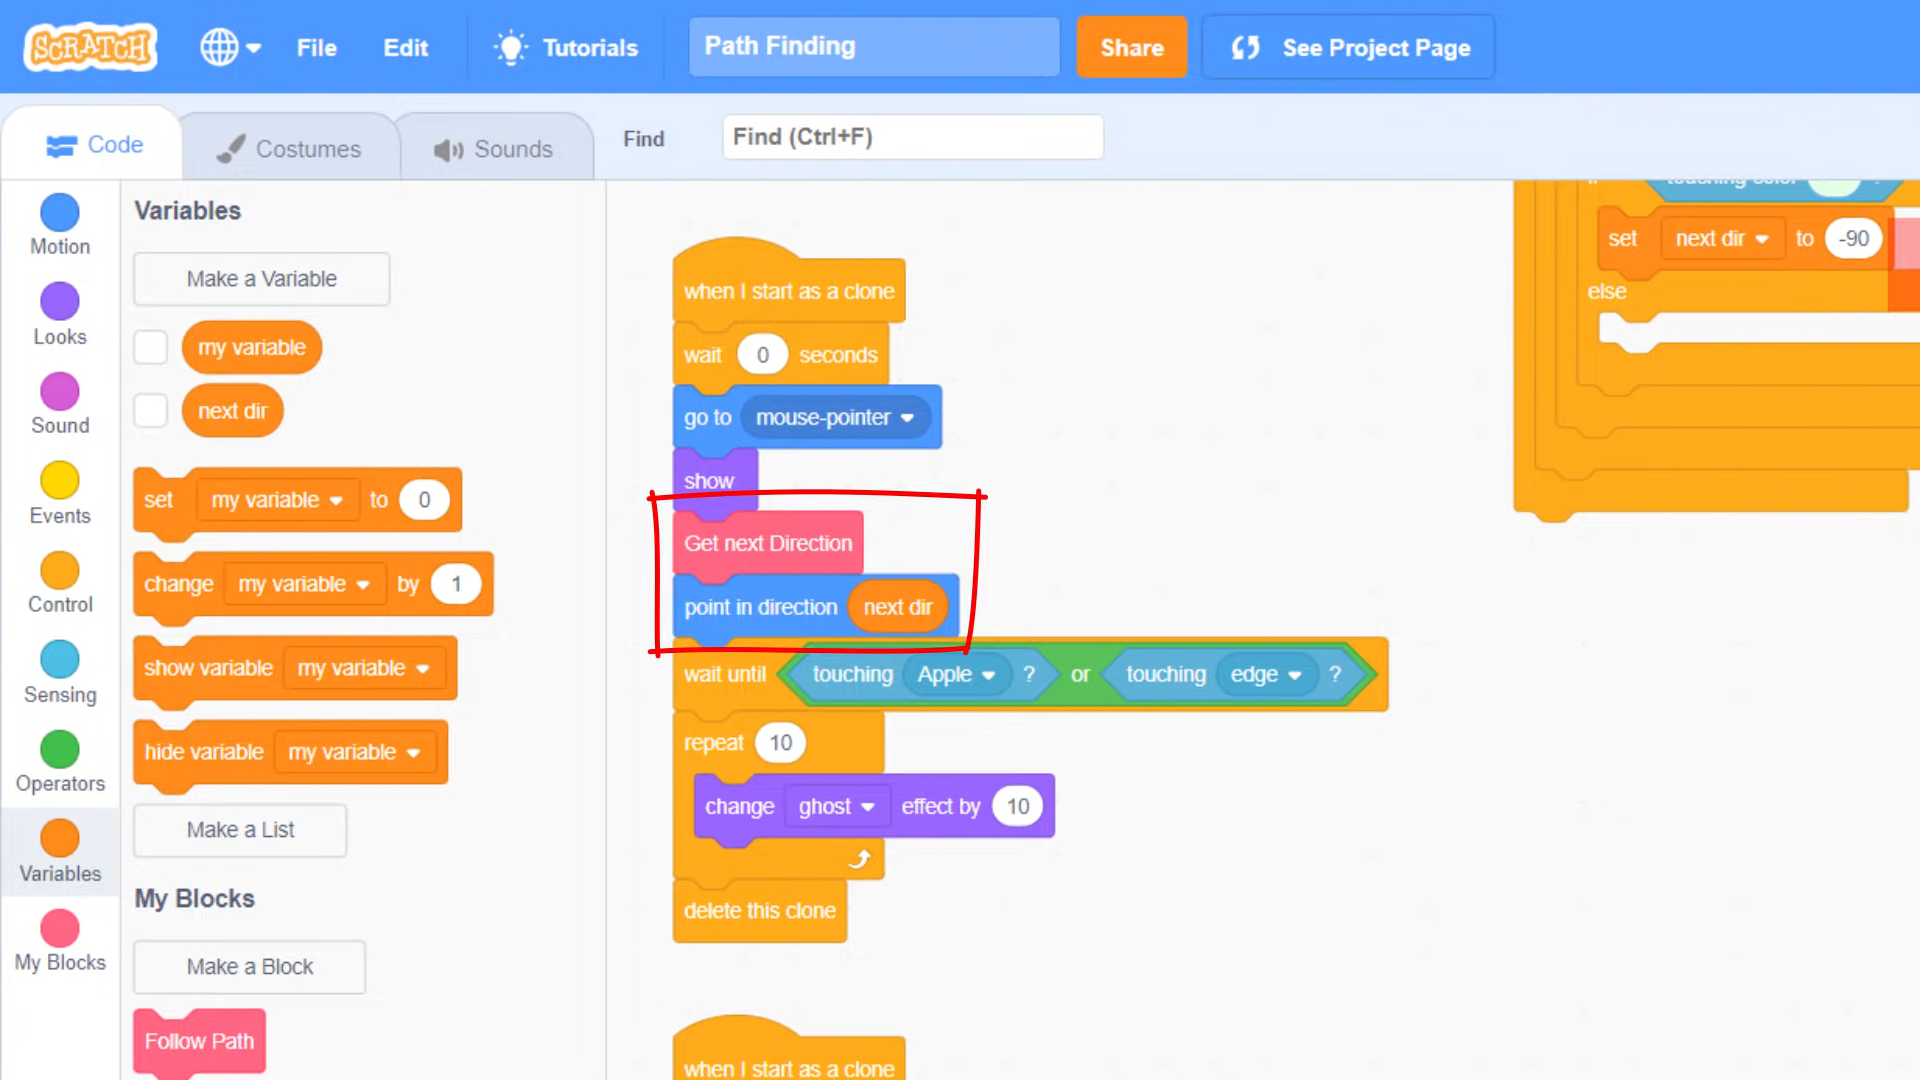 SCRATCH
File
Edit
Tutorials
Path Finding
Share
See Project Page
Code
Costumes
Sounds
Find
Find (Ctrl+F)
Motion
Looks
Sound
Events
Control
Sensing
Operators
Variables
My Blocks
Variables
Make a Variable
my variable
next dir
set my variable to 0
change my variable by 1
show variable my variable
hide variable my variable
Make a List
My Blocks
Make a Block
Follow Path
when I start as a clone
wait 0 seconds
go to mouse-pointer
show
Get next Direction
point in direction next dir
wait until touching Apple ? or touching edge ?
repeat 10
change ghost effect by 10
delete this clone
when I start as a clone
touching color ?
set next dir to -90
else